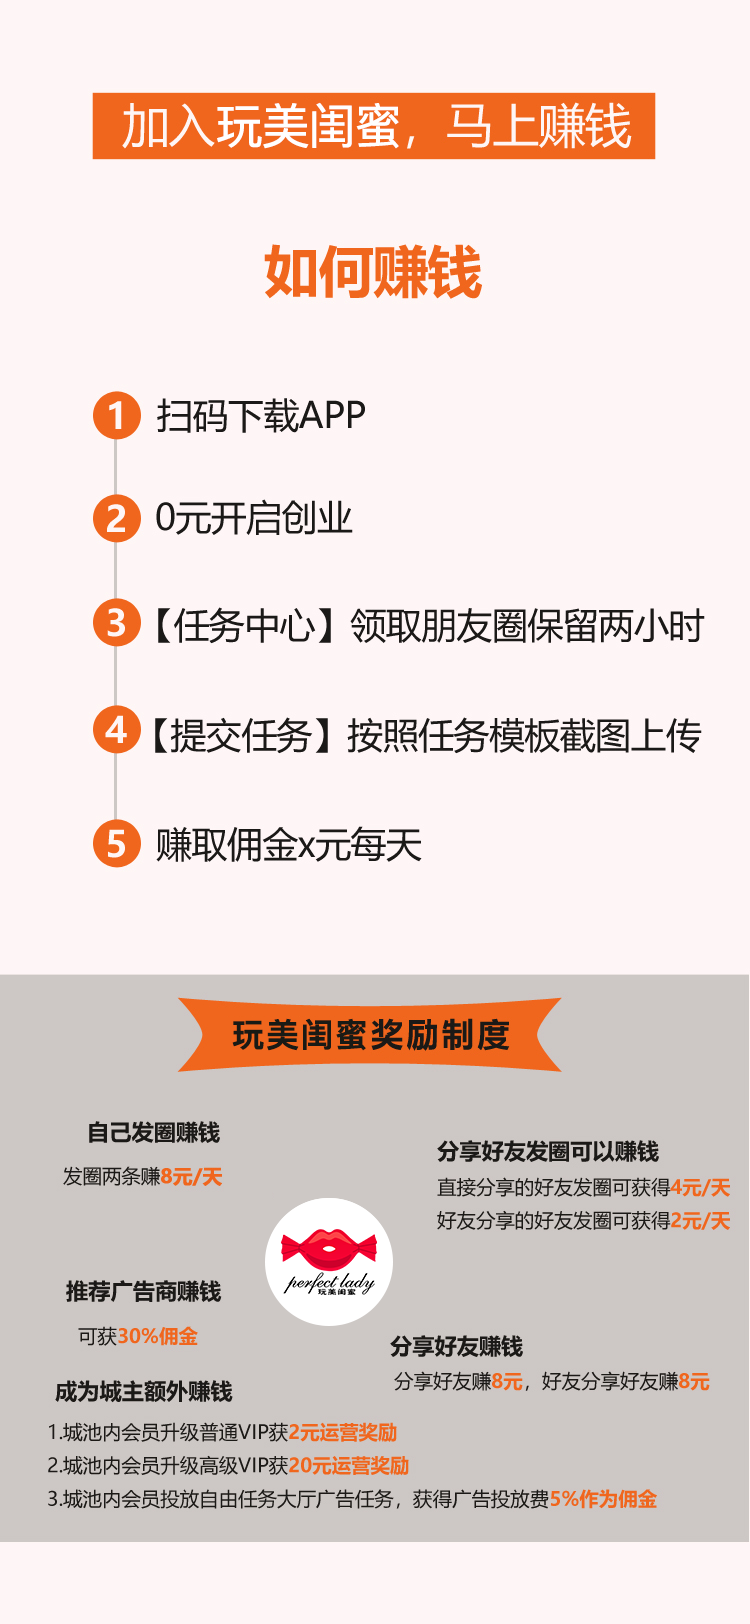 加入玩美闺蜜，马上赚钱
如何赚钱
1 扫码下载APP
2 0元开启创业
3【任务中心】领取朋友圈保留两小时
4【提交任务】按照任务模板截图上传
5 赚取佣金x元每天
玩美闺蜜奖励制度
自己发圈赚钱
发圈两条赚8元/天
分享好友发圈可以赚钱
直接分享的好友发圈可获得4元/天
好友分享的好友发圈可获得2元/天
perfect lady
玩美闺蜜
推荐广告商赚钱
可获30%佣金
分享好友赚钱
分享好友赚8元，好友分享好友赚8元
成为城主额外赚钱
1.城池内会员升级普通VIP获2元运营奖励
2.城池内会员升级高级VIP获20元运营奖励
3.城池内会员投放自由任务大厅广告任务，获得广告投放费5%作为佣金